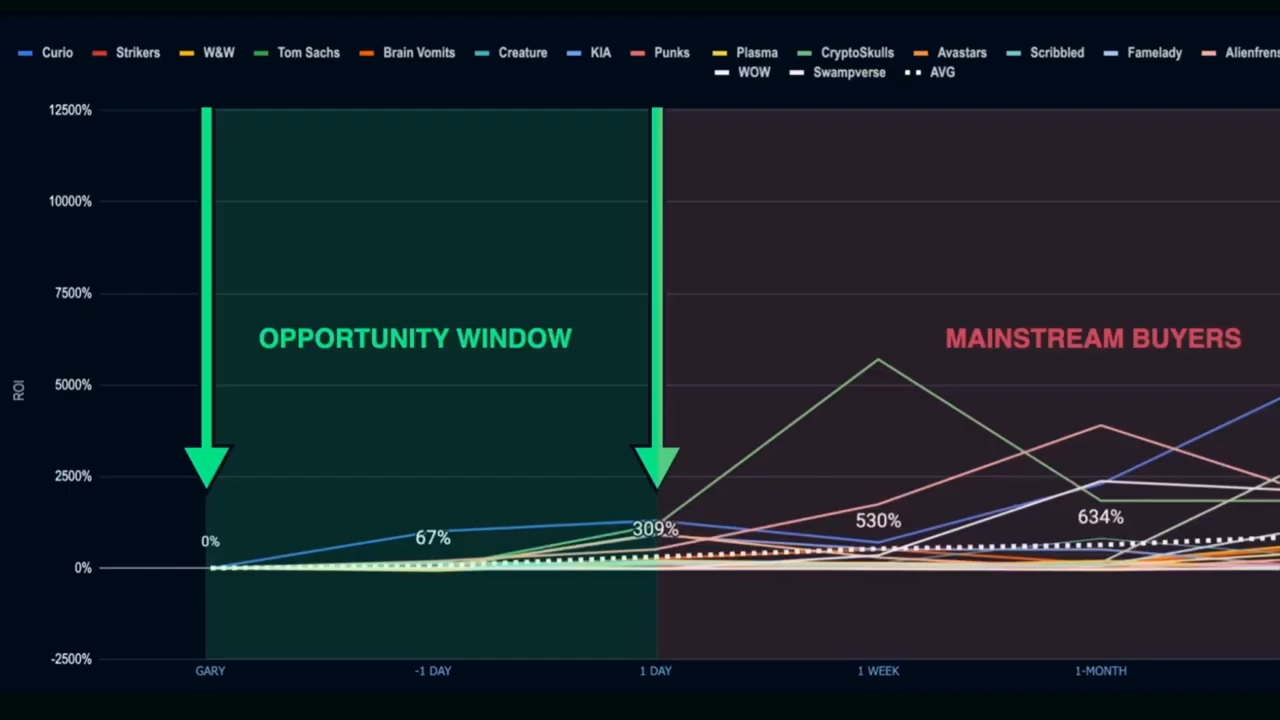 Curio Strikers W&W Tom Sachs Brain Vomits Creature KIA Punks Plasma CryptoSkulls Avastars Scribbled Famelady Alienfrens
WOW Swampverse AVG
12500%
10000%
7500%
OPPORTUNITY WINDOW MAINSTREAM BUYERS
ROI
5000%
2500%
0% 67% 309% 530% 634%
0%
-2500%
GARY -1 DAY 1 DAY 1 WEEK 1-MONTH